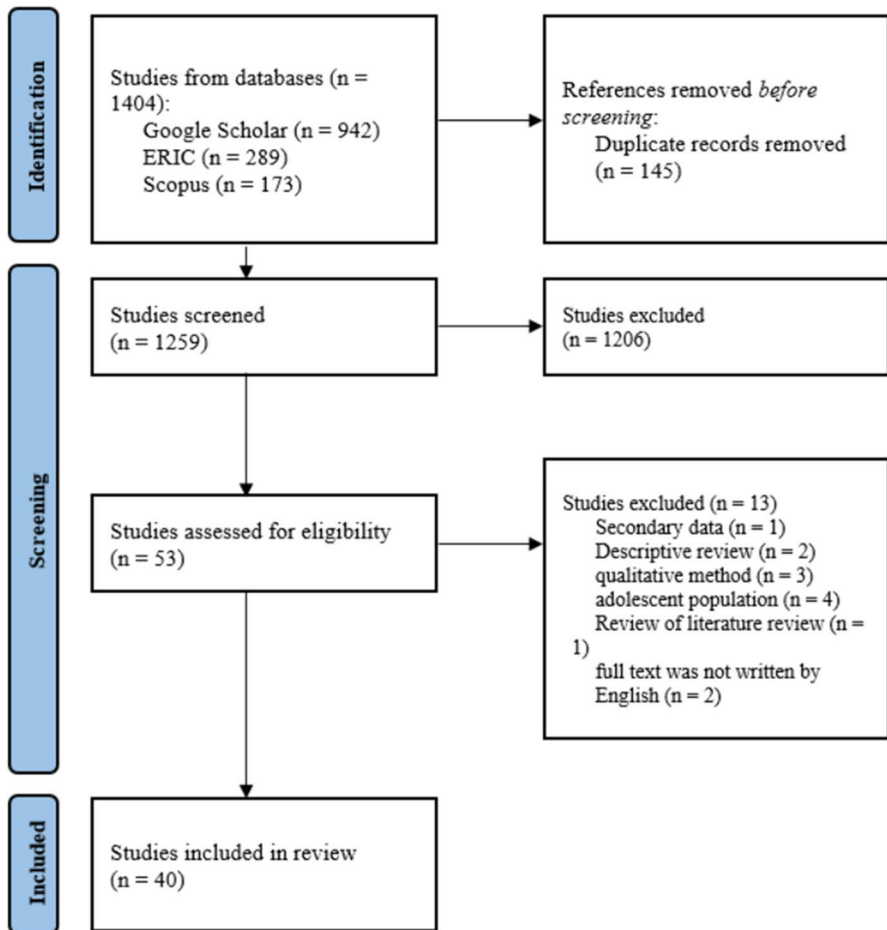 Identification
Studies from databases (n =
1404):
Google Scholar (n = 942)
ERIC (n = 289)
Scopus (n = 173)
References removed before
screening:
Duplicate records removed
(n = 145)
Screening
Studies screened
(n = 1259)
Studies excluded
(n = 1206)
Studies assessed for eligibility
(n = 53)
Studies excluded (n = 13)
Secondary data (n = 1)
Descriptive review (n = 2)
qualitative method (n = 3)
adolescent population (n = 4)
Review of literature review (n =
1)
full text was not written by
English (n = 2)
Included
Studies included in review
(n = 40)